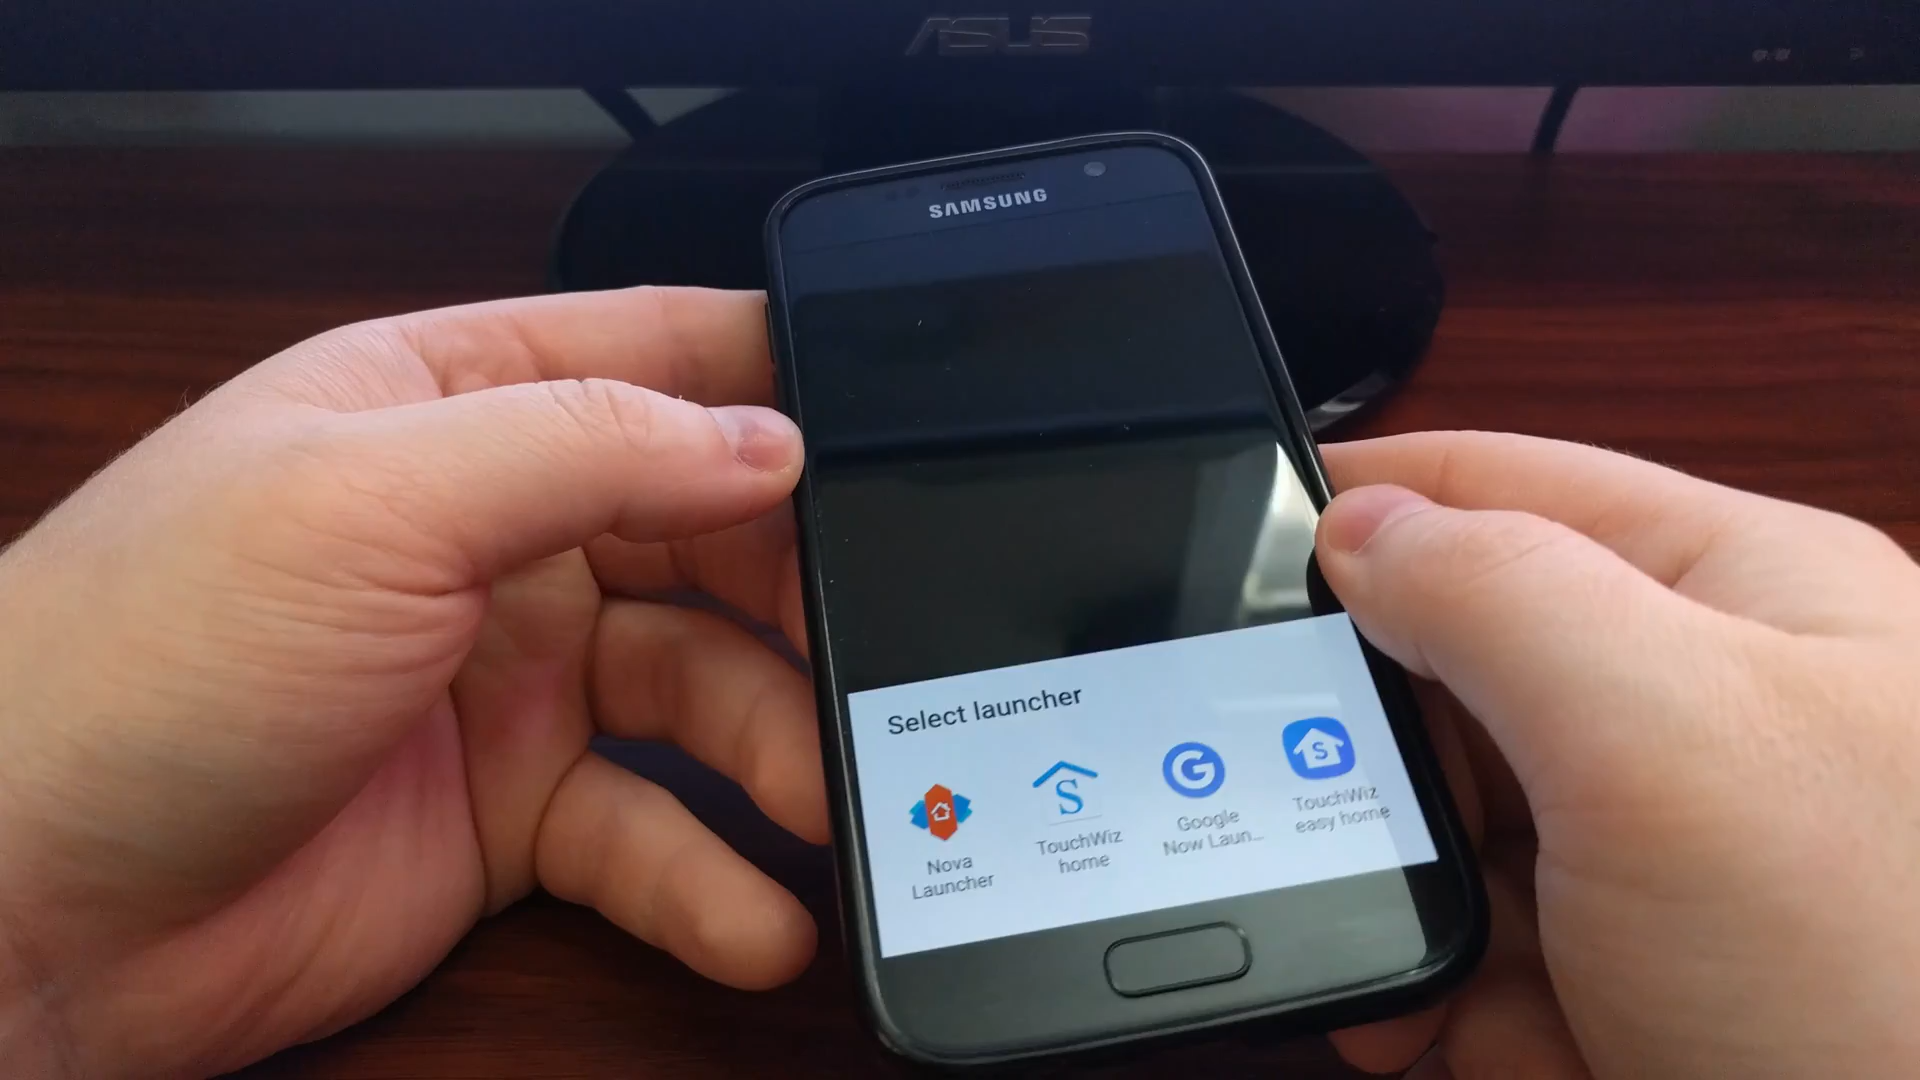 ASUS
SAMSUNG
Select launcher
Nova
Launcher
TouchWiz
home
Google
Now Laun...
TouchWiz
easy home